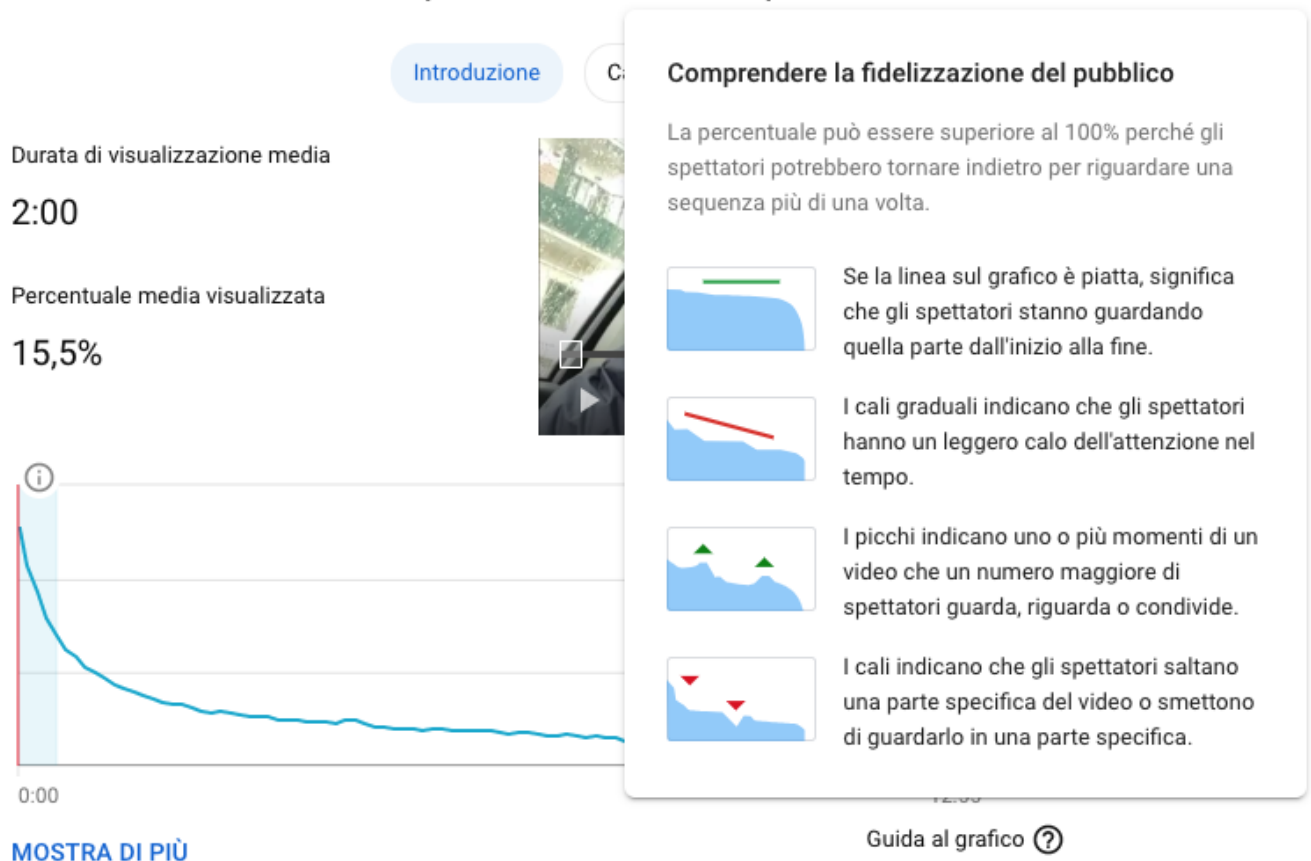 Introduzione
Comprendere la fidelizzazione del pubblico
La percentuale può essere superiore al 100% perché gli
spettatori potrebbero tornare indietro per riguardare una
sequenza più di una volta.
Durata di visualizzazione media
2:00
Percentuale media visualizzata
15,5%
Se la linea sul grafico è piatta, significa
che gli spettatori stanno guardando
quella parte dall'inizio alla fine.
I cali graduali indicano che gli spettatori
hanno un leggero calo dell'attenzione nel
tempo.
I picchi indicano uno o più momenti di un
video che un numero maggiore di
spettatori guarda, riguarda o condivide.
I cali indicano che gli spettatori saltano
una parte specifica del video o smettono
di guardarlo in una parte specifica.
0:00
MOSTRA DI PIÙ
Guida al grafico